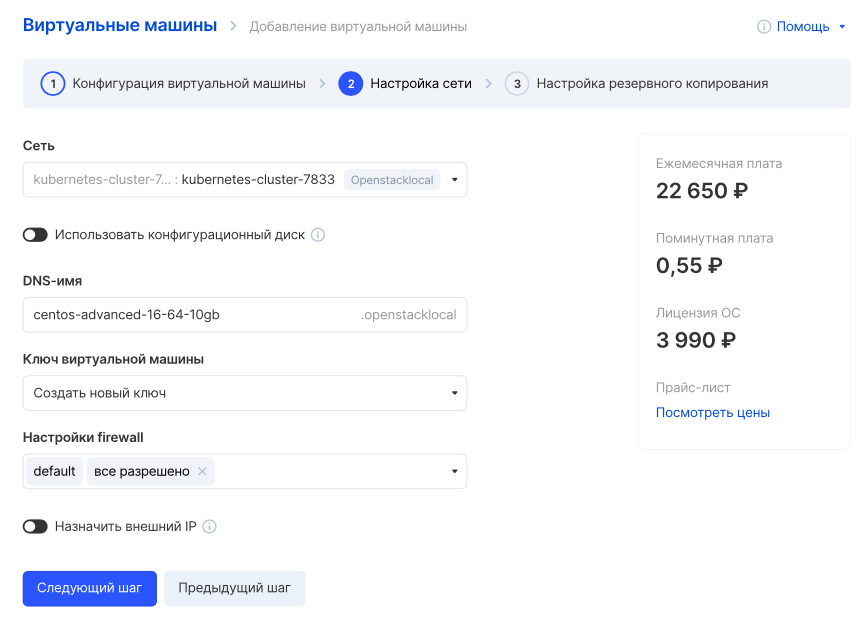 Виртуальные машины > Добавление виртуальной машины
Помощь
1 Конфигурация виртуальной машины > 2 Настройка сети > 3 Настройка резервного копирования
Сеть
kubernetes-cluster-7... : kubernetes-cluster-7833 Openstacklocal
Использовать конфигурационный диск
DNS-имя
centos-advanced-16-64-10gb .openstacklocal
Ключ виртуальной машины
Создать новый ключ
Настройки firewall
default все разрешено ×
Назначить внешний IP
Следующий шаг Предыдущий шаг
Ежемесячная плата
22 650 ₽
Поминутная плата
0,55 ₽
Лицензия ОС
3 990 ₽
Прайс-лист
Посмотреть цены